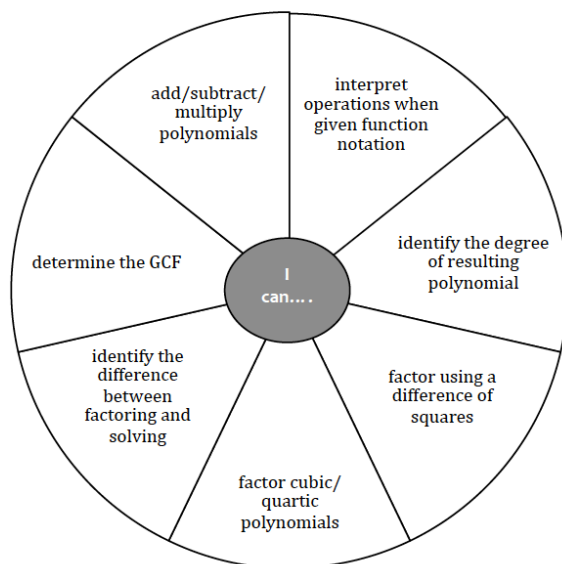 add/subtract/
multiply
polynomials
interpret
operations when
given function
notation
identify the degree
of resulting
polynomial
factor using a
difference of
squares
factor cubic/
quartic
polynomials
identify the
difference
between
factoring and
solving
determine the GCF
I
can... .